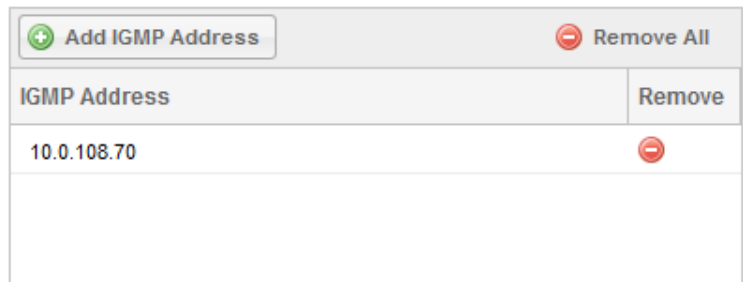 Add IGMP Address Remove All
IGMP Address Remove
10.0.108.70